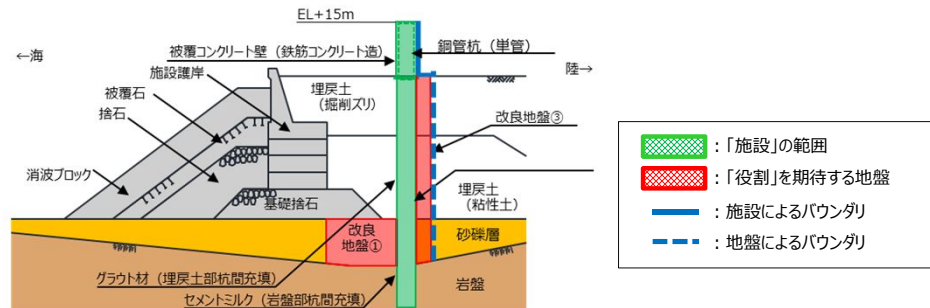 EL+15m
←海
被覆コンクリート壁（鉄筋コンクリート造）
鋼管杭（単管）
陸→
施設護岸
埋戻土
（掘削ズリ）
被覆石
捨石
改良地盤③
消波ブロック
埋戻土
（粘性土）
基礎捨石
改良
地盤①
砂礫層
グラウト材（埋戻土部杭間充填）
岩盤
セメントミルク（岩盤部杭間充填）
：「施設」の範囲
：「役割」を期待する地盤
：施設によるバウンダリ
：地盤によるバウンダリ